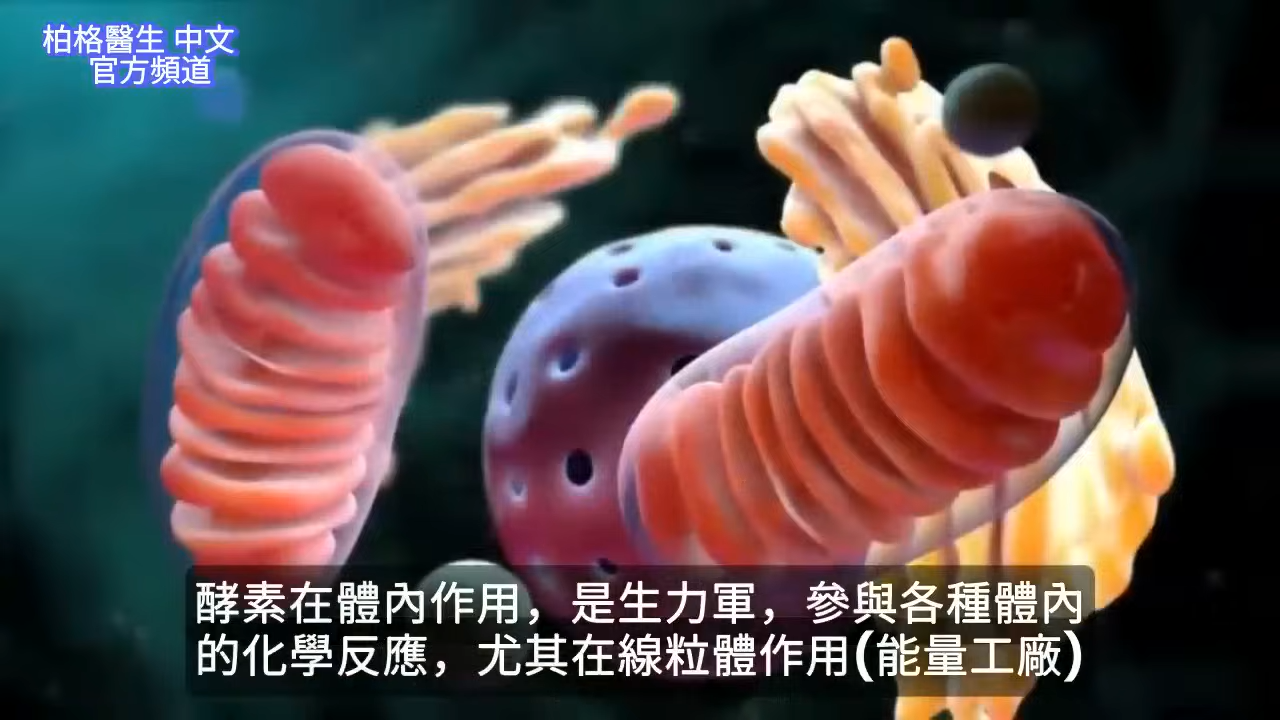 柏格醫生 中文
官方頻道
酵素在體內作用，是生力軍，參與各種體內
的化學反應，尤其在線粒體作用(能量工廠)